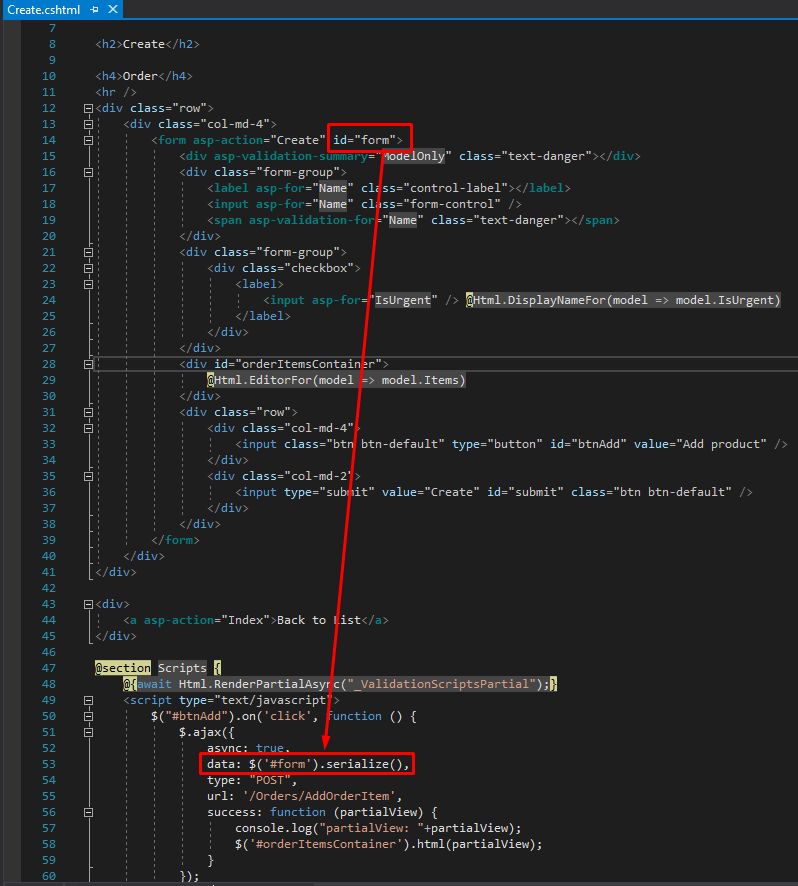 Create.cshtml
7
8 <h2>Create</h2>
9
10 <h4>Order</h4>
11 <hr />
12 <div class="row">
13 <div class="col-md-4">
14 <form asp-action="Create" id="form">
15 <div asp-validation-summary="ModelOnly" class="text-danger"></div>
16 <div class="form-group">
17 <label asp-for="Name" class="control-label"></label>
18 <input asp-for="Name" class="form-control" />
19 <span asp-validation-for="Name" class="text-danger"></span>
20 </div>
21 <div class="form-group">
22 <div class="checkbox">
23 <label>
24 <input asp-for="IsUrgent" /> @Html.DisplayNameFor(model => model.IsUrgent)
25 </label>
26 </div>
27 </div>
28 <div id="orderItemsContainer">
29 @Html.EditorFor(model => model.Items)
30 </div>
31 <div class="row">
32 <div class="col-md-4">
33 <input class="btn btn-default" type="button" id="btnAdd" value="Add product" />
34 </div>
35 <div class="col-md-2">
36 <input type="submit" value="Create" id="submit" class="btn btn-default" />
37 </div>
38 </div>
39 </form>
40 </div>
41 </div>
42
43 <div>
44 <a asp-action="Index">Back to List</a>
45 </div>
46
47 @section Scripts {
48 @{await Html.RenderPartialAsync("_ValidationScriptsPartial");}
49 <script type="text/javascript">
50 $("#btnAdd").on('click', function () {
51 $.ajax({
52 async: true,
53 data: $('#form').serialize(),
54 type: "POST",
55 url: '/Orders/AddOrderItem',
56 success: function (partialView) {
57 console.log("partialView: "+partialView);
58 $('#orderItemsContainer').html(partialView);
59 }
60 });